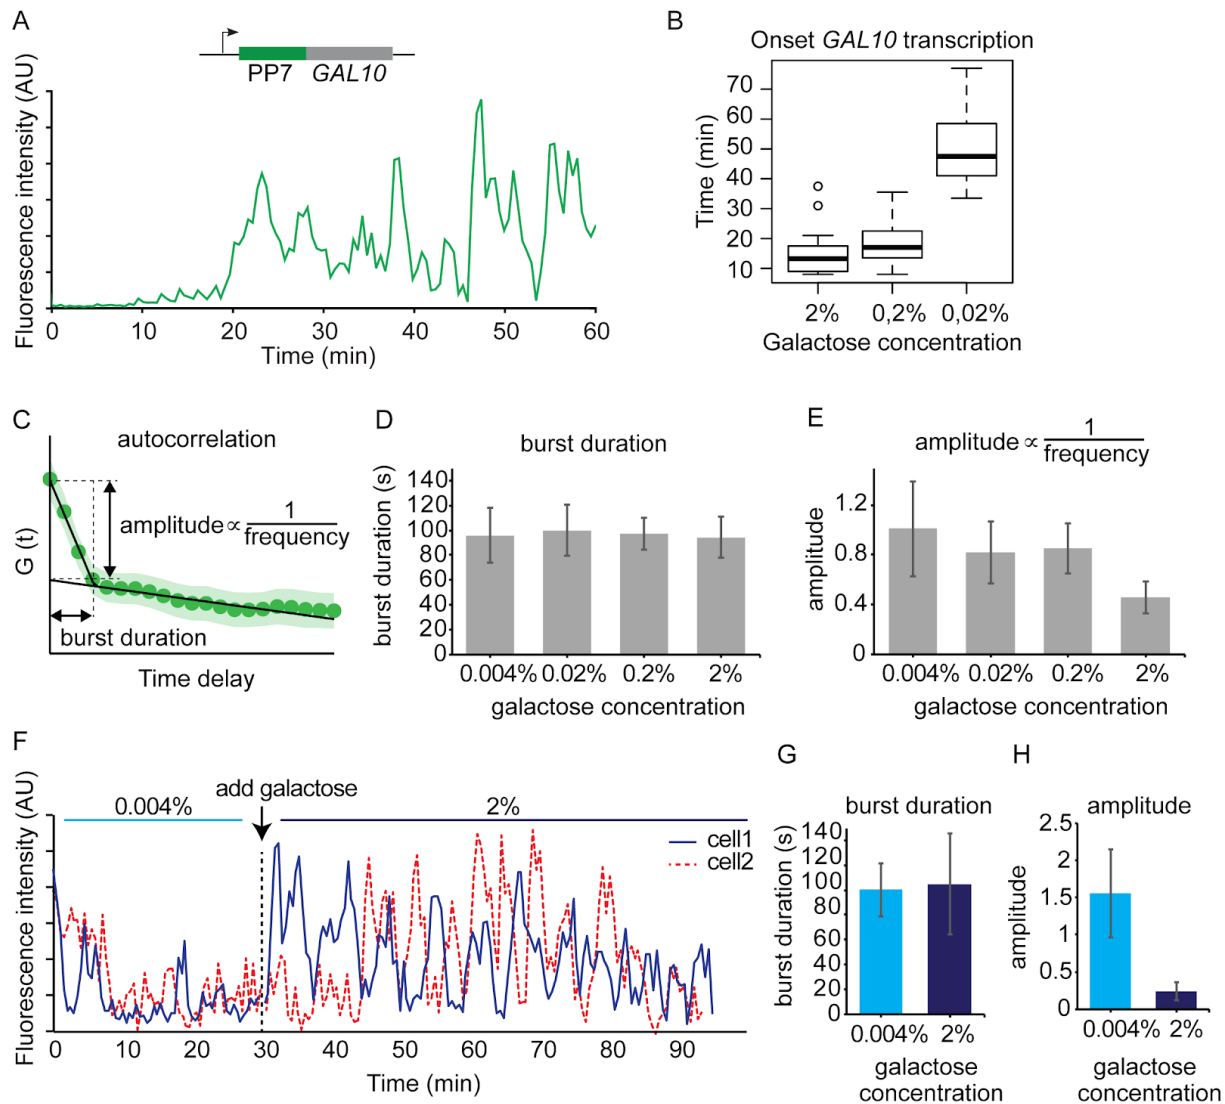 A
PP7
GAL10
Fluorescence intensity (AU)
0
10
20
30
40
50
60
Time (min)
B
Onset GAL10 transcription
Time (min)
70
60
50
40
30
20
10
2%
0,2%
0,02%
Galactose concentration
C
autocorrelation
G (t)
amplitude ∝ 1
frequency
burst duration
Time delay
D
burst duration
burst duration (s)
140
120
100
80
60
40
20
0
0.004% 0.02% 0.2% 2%
galactose concentration
E
amplitude ∝ 1
frequency
amplitude
1.2
0.8
0.4
0
0.004% 0.02% 0.2% 2%
galactose concentration
F
Fluorescence intensity (AU)
add galactose
0.004%
2%
cell1
cell2
0 10 20 30 40 50 60 70 80 90
Time (min)
G
burst duration
burst duration (s)
140
120
100
80
60
40
20
0
0.004% 2%
galactose
concentration
H
amplitude
amplitude
2.5
2
1.5
1
0.5
0
0.004% 2%
galactose
concentration